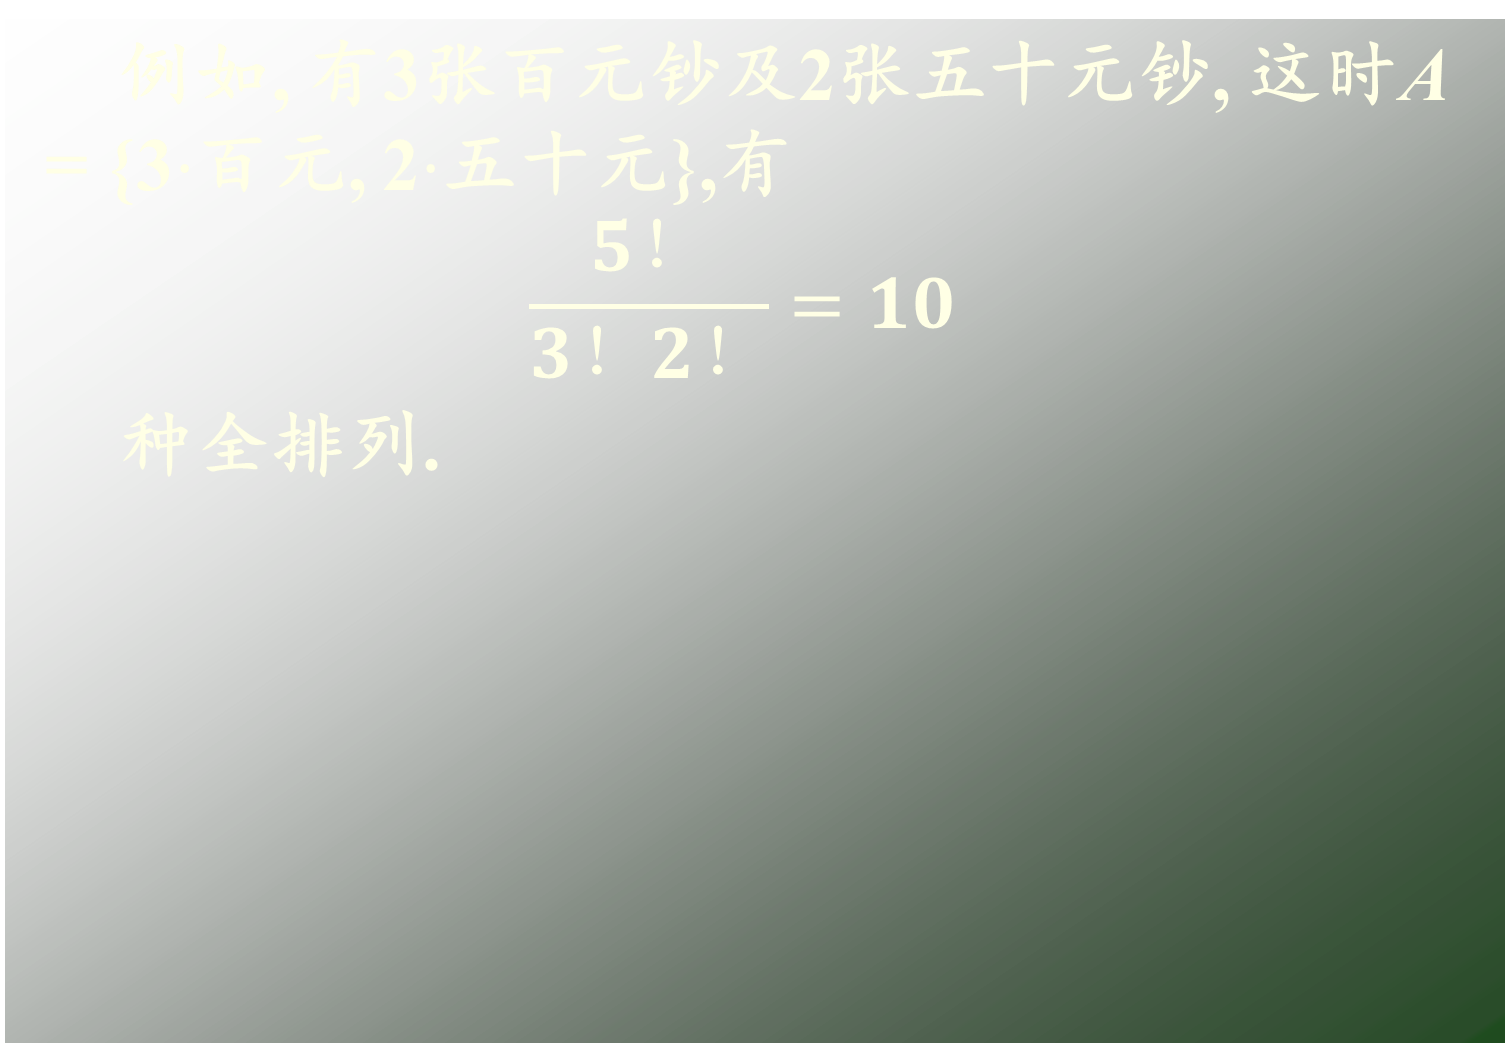 例如, 有3张百元钞及2张五十元钞, 这时A
= {3·百元, 2·五十元},有
5!
3! 2!
= 10
种全排列.